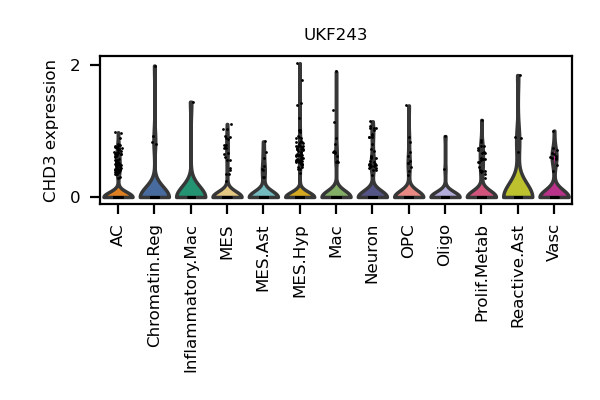 UKF243
CHD3 expression
2
0
AC
Chromatin.Reg
Inflammatory.Mac
MES
MES.Ast
MES.Hyp
Mac
Neuron
OPC
Oligo
Prolif.Metab
Reactive.Ast
Vasc